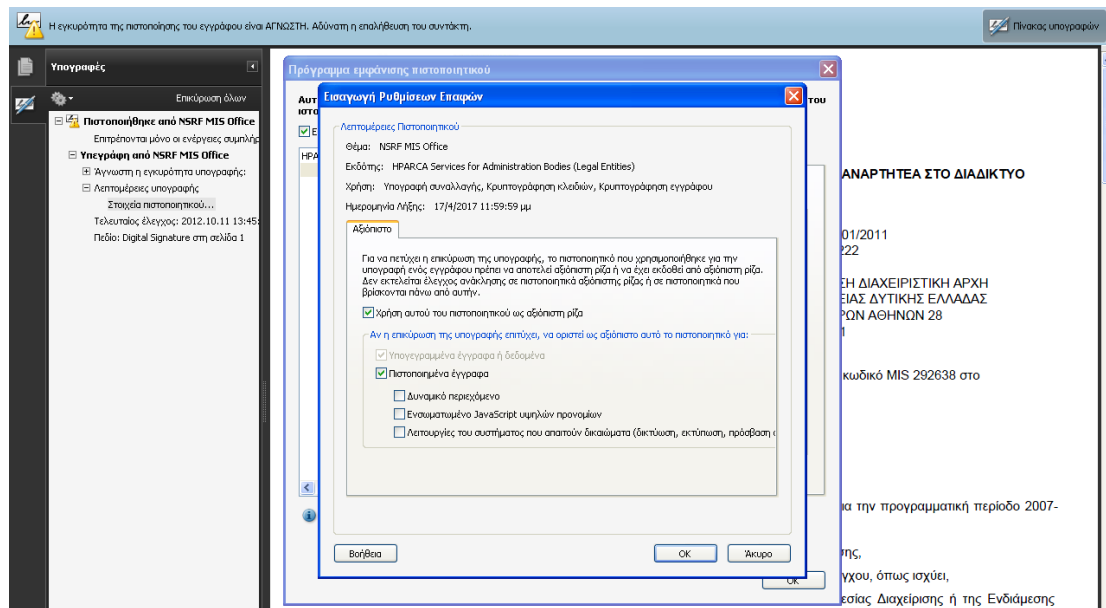 Η εγκυρότητα της πιστοποίησης του εγγράφου είναι ΑΓΝΩΣΤΗ. Αδύνατη η επαλήθευση του συντάκτη.
Πίνακας υπογραφών
Υπογραφές
Επικύρωση όλων
Πιστοποιήθηκε από NSRF MIS Office
Επιτρέπονται μόνο οι ενέργειες
Υπεγράφη από NSRF MIS Office
Άγνωστη η εγκυρότητα υπογραφής:
Λεπτομέρειες υπογραφής
Στοιχεία πιστοποιητικού...
Τελευταίος έλεγχος: 2012.10.11 13:45:
Πεδίο: Digital Signature στη σελίδα 1
Πρόγραμμα εμφάνισης πιστοποιητικού
Εισαγωγή Ρυθμίσεων Επαφών
Λεπτομέρειες Πιστοποιητικού
Θέμα: NSRF MIS Office
Εκδότης: HPARCA Services for Administration Bodies (Legal Entities)
Χρήση: Υπογραφή συναλλαγής, Κρυπτογράφηση κλειδιών, Κρυπτογράφηση εγγράφου
Ημερομηνία Λήξης: 17/4/2017 11:59:59 μμ
Αξιόπιστο
Για να πετύχει η επικύρωση της υπογραφής, το πιστοποιητικό που χρησιμοποιήθηκε για την
υπογραφή ενός εγγράφου πρέπει να αποτελεί αξιόπιστη ρίζα ή να έχει εκδοθεί από αξιόπιστη ρίζα.
Δεν εκτελείται έλεγχος ανάκλησης σε πιστοποιητικά αξιόπιστης ρίζας ή σε πιστοποιητικά που
βρίσκονται πάνω από αυτήν.
Χρήση αυτού του πιστοποιητικού ως αξιόπιστη ρίζα
Αν η επικύρωση της υπογραφής επιτύχει, να οριστεί ως αξιόπιστο αυτό το πιστοποιητικό για:
Υπογεγραμμένα έγγραφα ή δεδομένα
Πιστοποιημένα έγγραφα
Δυναμικό περιεχόμενο
Ενσωματωμένο JavaScript υψηλών προνομίων
Λειτουργίες του συστήματος που απαιτούν δικαιώματα (δικτύωση, εκτύπωση, πρόσβαση
Βοήθεια
OK
Άκυρο
OK
του
ΑΝΑΡΤΗΤΕΑ ΣΤΟ ΔΙΑΔΙΚΤΥΟ
01/2011
222
ΣΗ ΔΙΑΧΕΙΡΙΣΤΙΚΗ ΑΡΧΗ
ΕΙΑΣ ΔΥΤΙΚΗΣ ΕΛΛΑΔΑΣ
ΡΩΝ ΑΘΗΝΩΝ 28
1
κωδικό MIS 292638 στο
ια την προγραμματική περίοδο 2007-
σης,
γχου, όπως ισχύει,
εσίας Διαχείρισης ή της Ενδιάμεσης